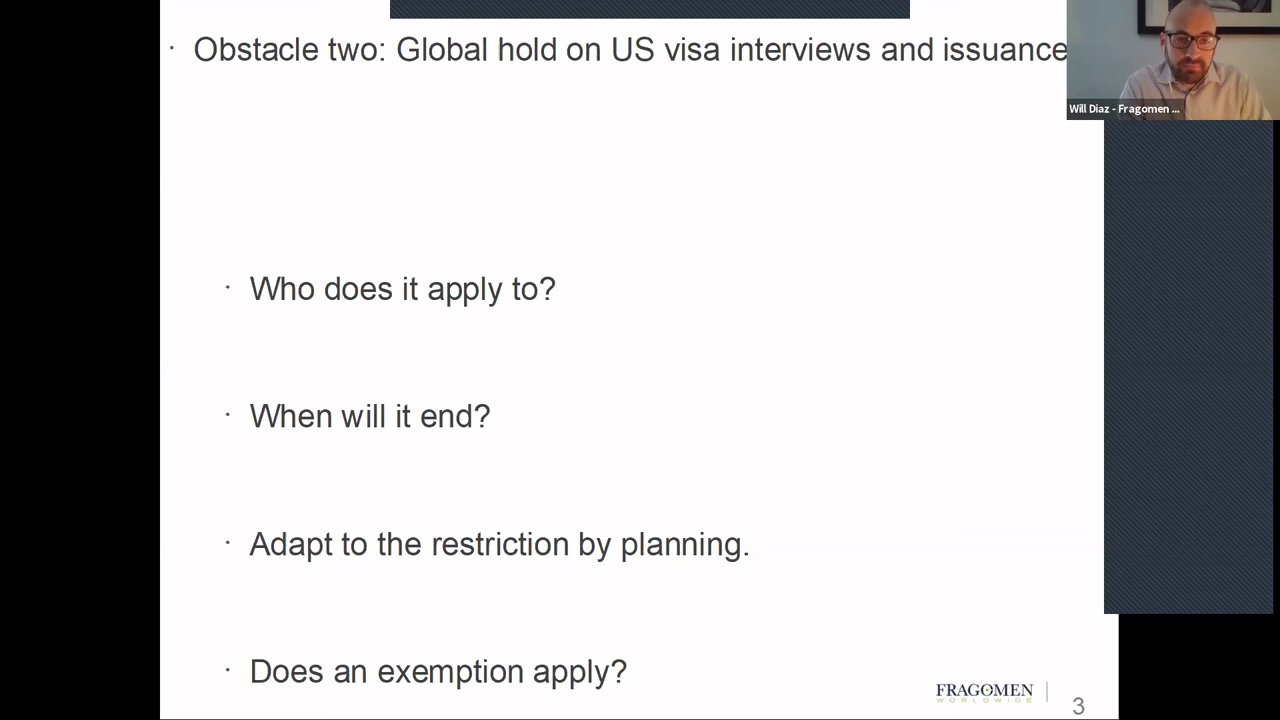 · Obstacle two: Global hold on US visa interviews and issuance
Will Diaz - Fragomen ...
· Who does it apply to?
· When will it end?
· Adapt to the restriction by planning.
· Does an exemption apply?
FRAGOMEN
WORLDWIDE
3